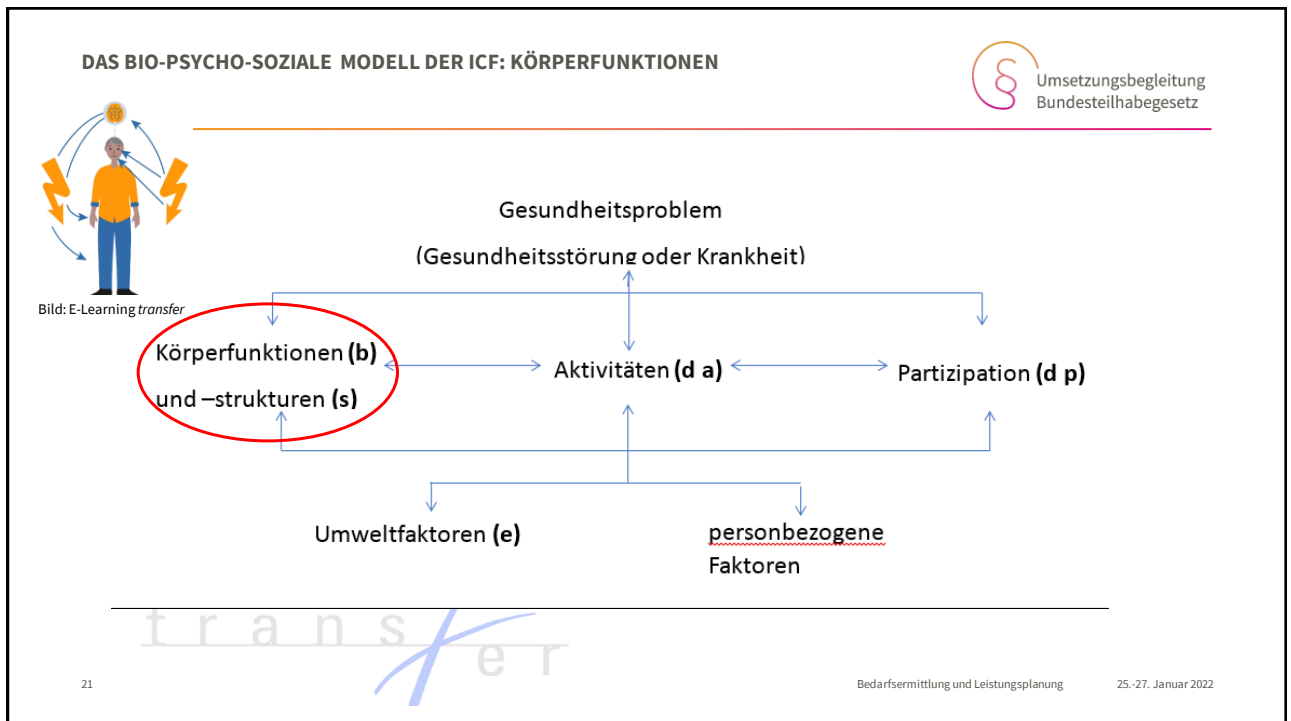 DAS BIO-PSYCHO-SOZIALE MODELL DER ICF: KÖRPERFUNKTIONEN
Umsetzungsbegleitung
Bundesteilhabegesetz
Gesundheitsproblem
(Gesundheitsstörung oder Krankheit)
Bild: E-Learning transfer
Körperfunktionen (b)
und –strukturen (s)
Aktivitäten (d a)
Partizipation (d p)
Umweltfaktoren (e)
personbezogene
Faktoren
transfer
21
Bedarfsermittlung und Leistungsplanung
25.-27. Januar 2022